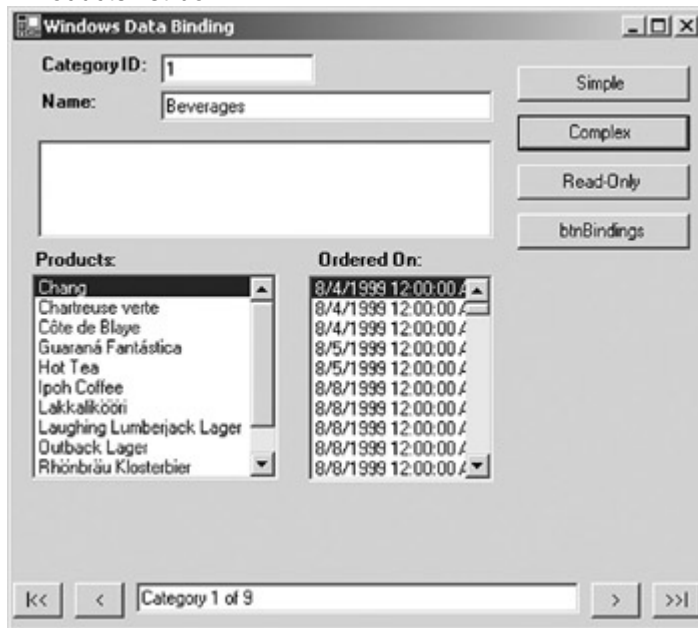 Windows Data Binding
Category ID: 1
Simple
Name: Beverages
Complex
Read-Only
btnBindings
Products:
Chang
Chartreuse verte
Côte de Blaye
Guaraná Fantástica
Hot Tea
Ipoh Coffee
Lakkalikööri
Laughing Lumberjack Lager
Outback Lager
Rhönbräu Klosterbier
Ordered On:
8/4/1999 12:00:00 A
8/4/1999 12:00:00 A
8/4/1999 12:00:00 A
8/5/1999 12:00:00 A
8/5/1999 12:00:00 A
8/8/1999 12:00:00 A
8/8/1999 12:00:00 A
8/8/1999 12:00:00 A
8/8/1999 12:00:00 A
8/8/1999 12:00:00 A
|<<
<
Category 1 of 9
>
>>|